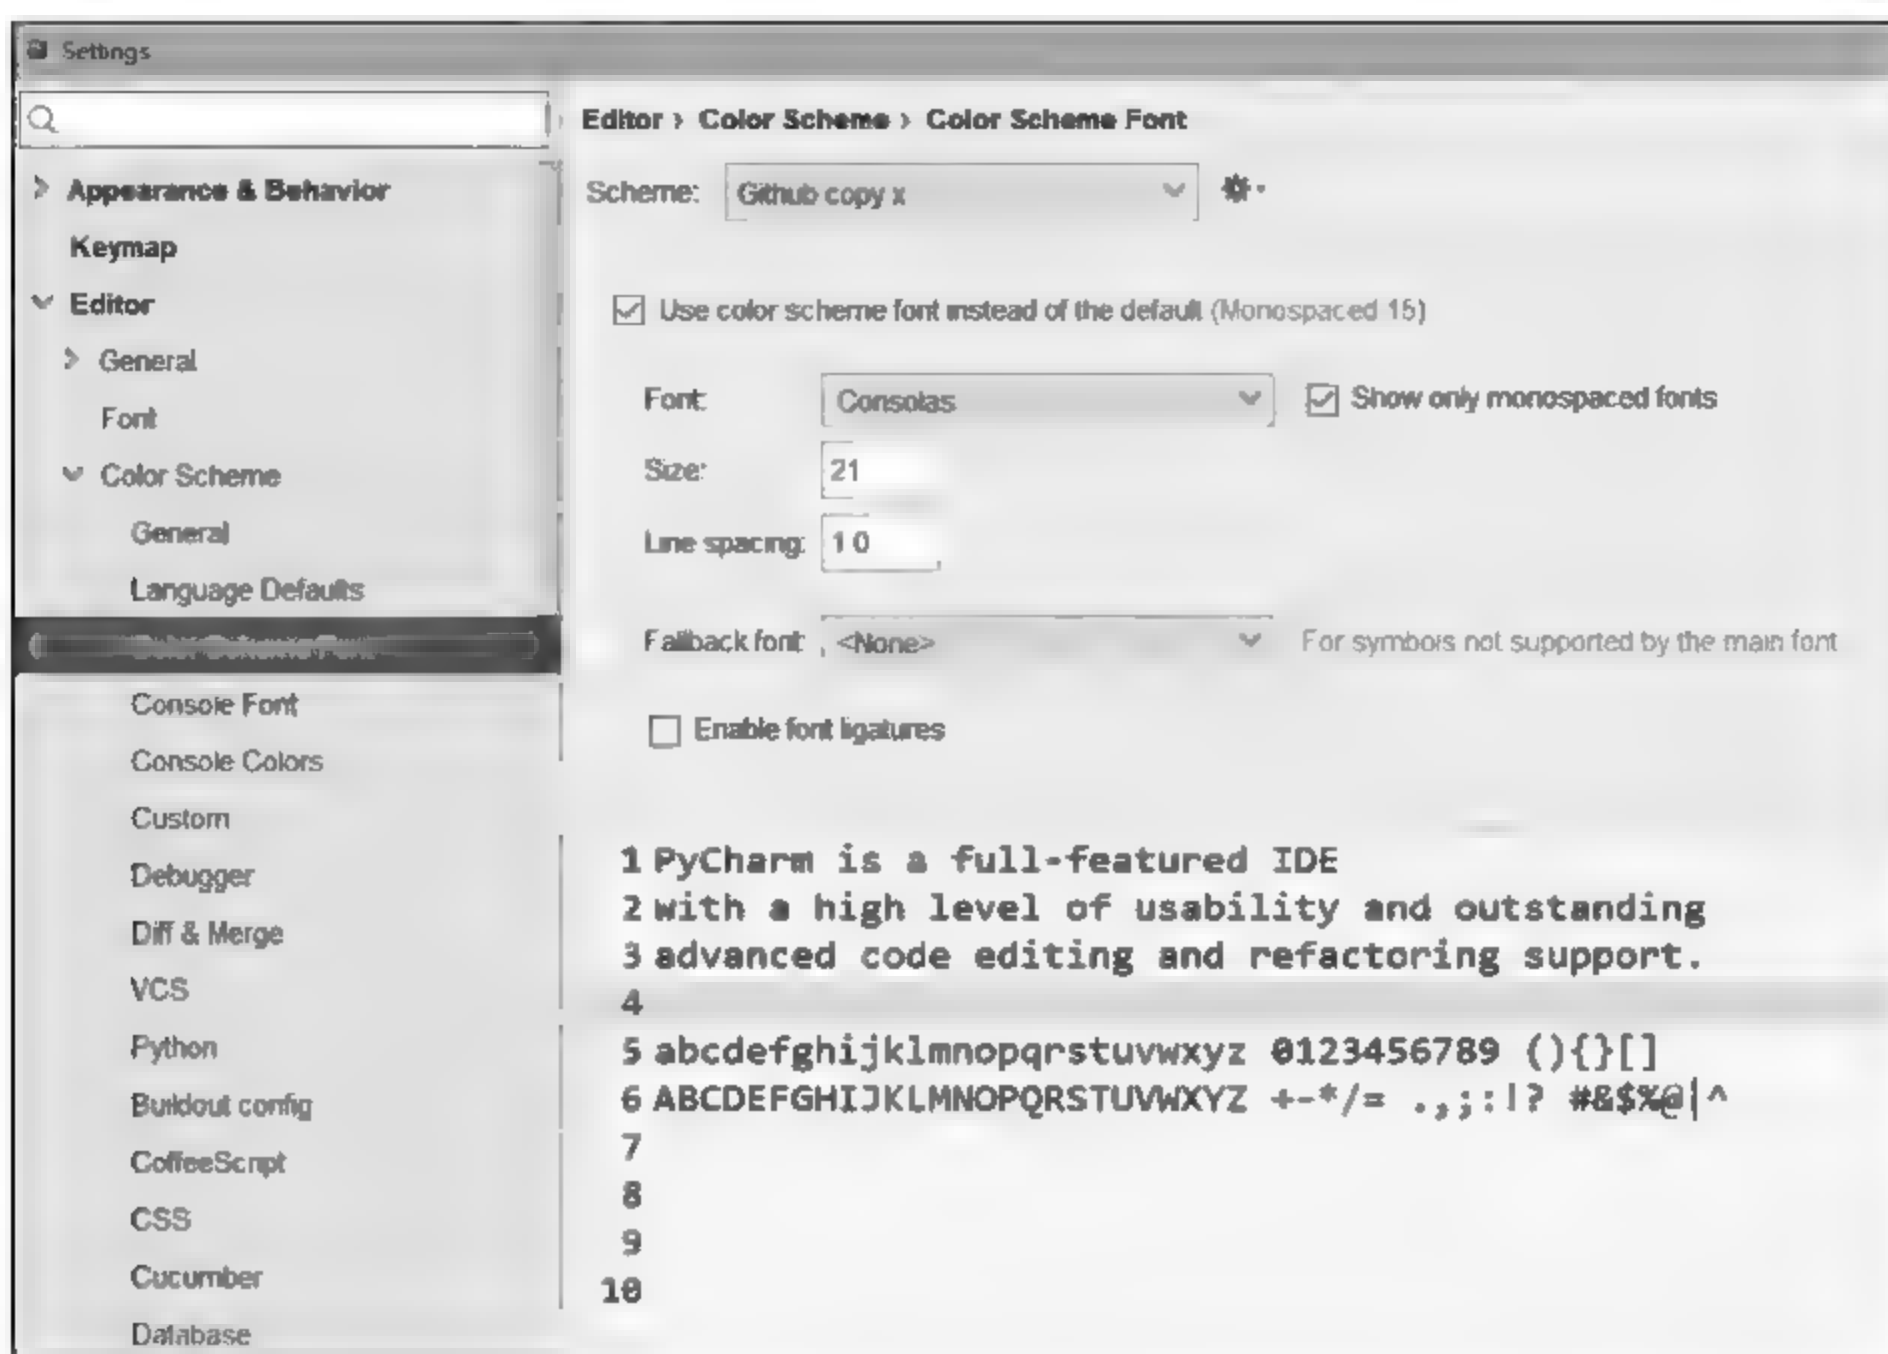 Settings
Editor › Color Scheme › Color Scheme Font
Appearance & Behavior
Keymap
Editor
General
Font
Color Scheme
General
Language Defaults
Console Font
Console Colors
Custom
Debugger
Diff & Merge
VCS
Python
Buildout config
CoffeeScript
CSS
Cucumber
Database
Scheme: Github copy x
Use color scheme font instead of the default (Monospaced 15)
Font: Consolas Show only monospaced fonts
Size: 21
Line spacing: 1.0
Fallback font: <None> For symbols not supported by the main font
Enable font ligatures
1 PyCharm is a full-featured IDE
2 with a high level of usability and outstanding
3 advanced code editing and refactoring support.
4
5 abcdefghijklmnopqrstuvwxyz 0123456789 (){}[]
6 ABCDEFGHIJKLMNOPQRSTUVWXYZ +-*/= .,;:!? #&$%@|^
7
8
9
10